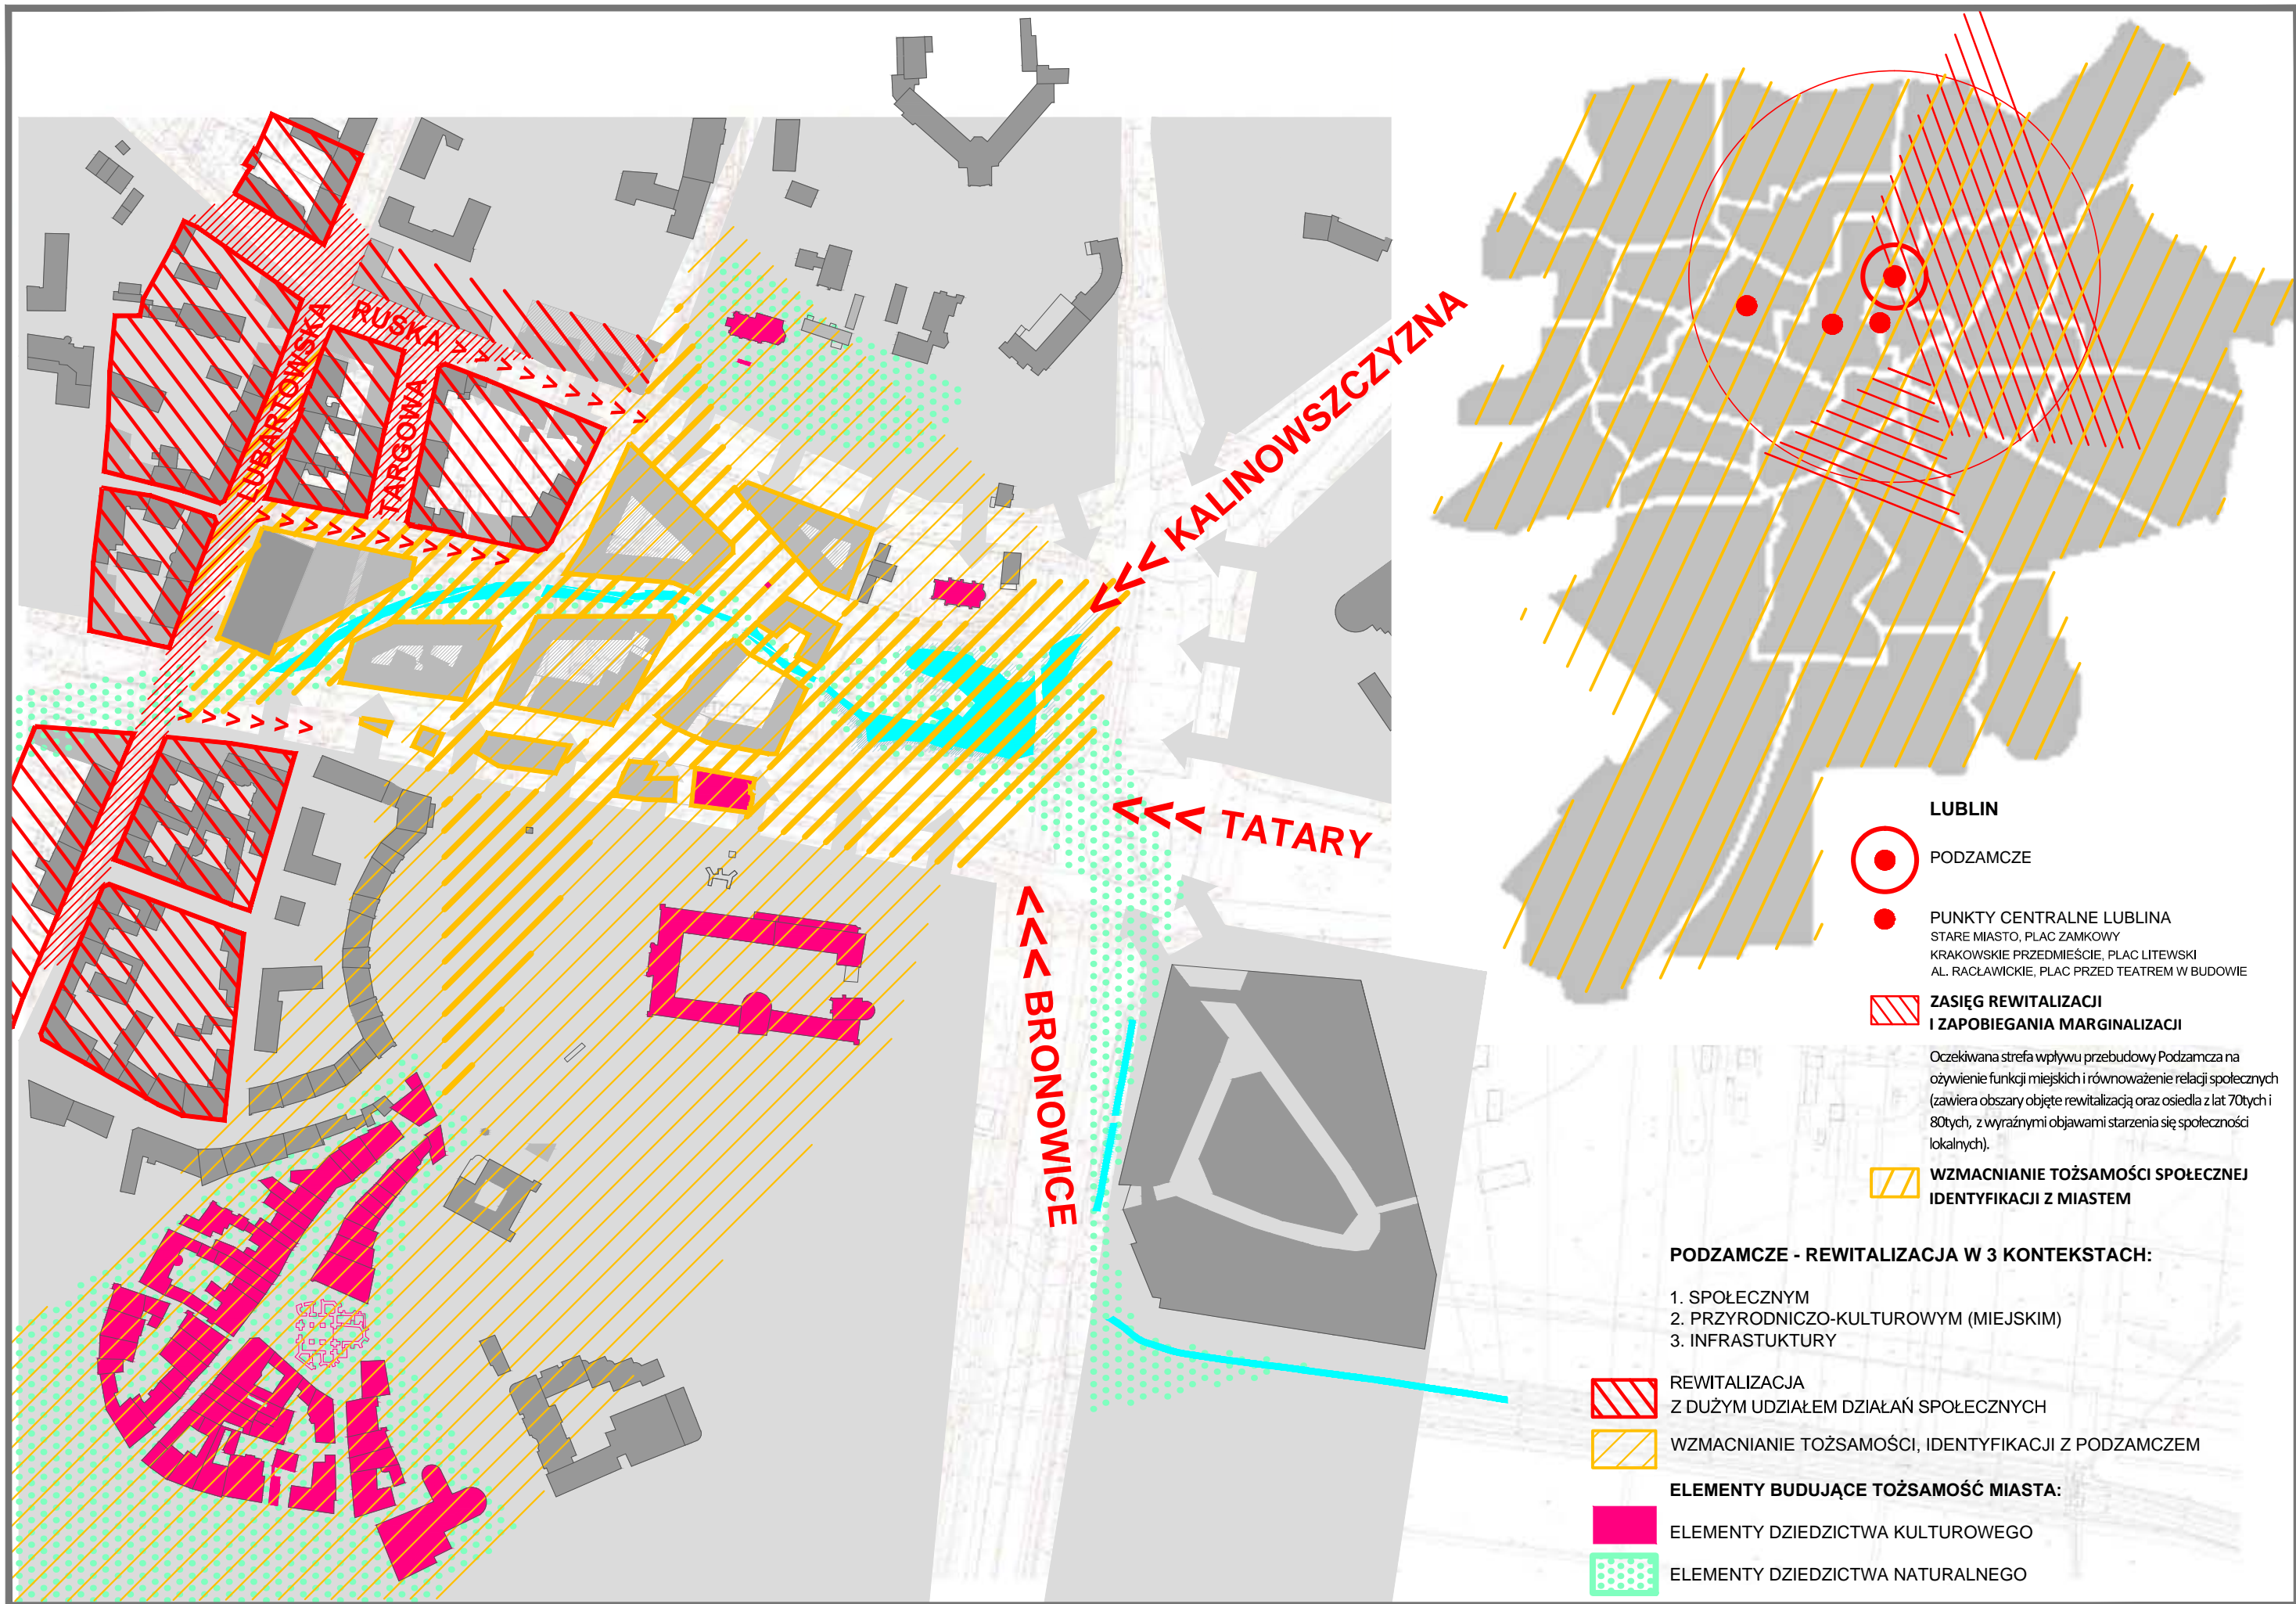 RUSKA > > > > > > > > > >
LUBARTOWSKA
TARGOWA
> > > > > > > > > > >
> > > > > >
<<< KALINOWSZCZYZNA
<<< TATARY
<<< BRONOWICE
LUBLIN
PODZAMCZE
PUNKTY CENTRALNE LUBLINA
STARE MIASTO, PLAC ZAMKOWY
KRAKOWSKIE PRZEDMIEŚCIE, PLAC LITEWSKI
AL. RACŁAWICKIE, PLAC PRZED TEATREM W BUDOWIE
ZASIĘG REWITALIZACJI
I ZAPOBIEGANIA MARGINALIZACJI
Oczekiwana strefa wpływu przebudowy Podzamcza na
ożywienie funkcji miejskich i równoważenie relacji społecznych
(zawiera obszary objęte rewitalizacją oraz osiedla z lat 70tych i
80tych, z wyraźnymi objawami starzenia się społeczności
lokalnych).
WZMACNIANIE TOŻSAMOŚCI SPOŁECZNEJ
IDENTYFIKACJI Z MIASTEM
PODZAMCZE - REWITALIZACJA W 3 KONTEKSTACH:
1. SPOŁECZNYM
2. PRZYRODNICZO-KULTUROWYM (MIEJSKIM)
3. INFRASTUKTURY
REWITALIZACJA
Z DUŻYM UDZIAŁEM DZIAŁAŃ SPOŁECZNYCH
WZMACNIANIE TOŻSAMOŚCI, IDENTYFIKACJI Z PODZAMCZEM
ELEMENTY BUDUJĄCE TOŻSAMOŚĆ MIASTA:
ELEMENTY DZIEDZICTWA KULTUROWEGO
ELEMENTY DZIEDZICTWA NATURALNEGO